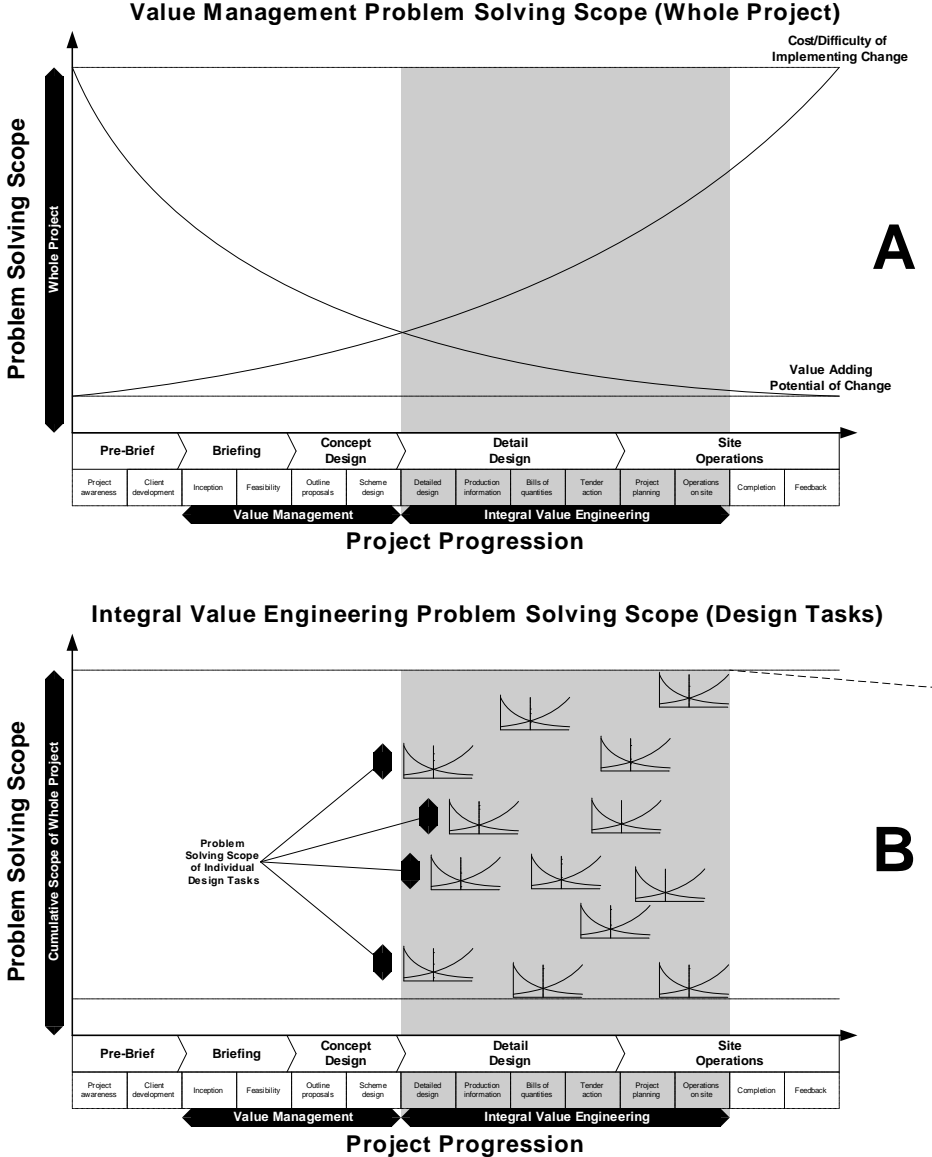 Value Management Problem Solving Scope (Whole Project)
Cost/Difficulty of
Implementing Change
Problem Solving Scope
Whole Project
A
Value Adding
Potential of Change
Pre-Brief
Briefing
Concept
Design
Detail
Design
Site
Operations
Project
awareness
Client
development
Inception
Feasibility
Outline
proposals
Scheme
design
Detailed
design
Production
information
Bills of
quantities
Tender
action
Project
planning
Operations
on site
Completion
Feedback
Value Management
Integral Value Engineering
Project Progression
Integral Value Engineering Problem Solving Scope (Design Tasks)
Problem Solving Scope
Cumulative Scope of Whole Project
Problem
Solving Scope
of Individual
Design Tasks
B
Pre-Brief
Briefing
Concept
Design
Detail
Design
Site
Operations
Project
awareness
Client
development
Inception
Feasibility
Outline
proposals
Scheme
design
Detailed
design
Production
information
Bills of
quantities
Tender
action
Project
planning
Operations
on site
Completion
Feedback
Value Management
Integral Value Engineering
Project Progression